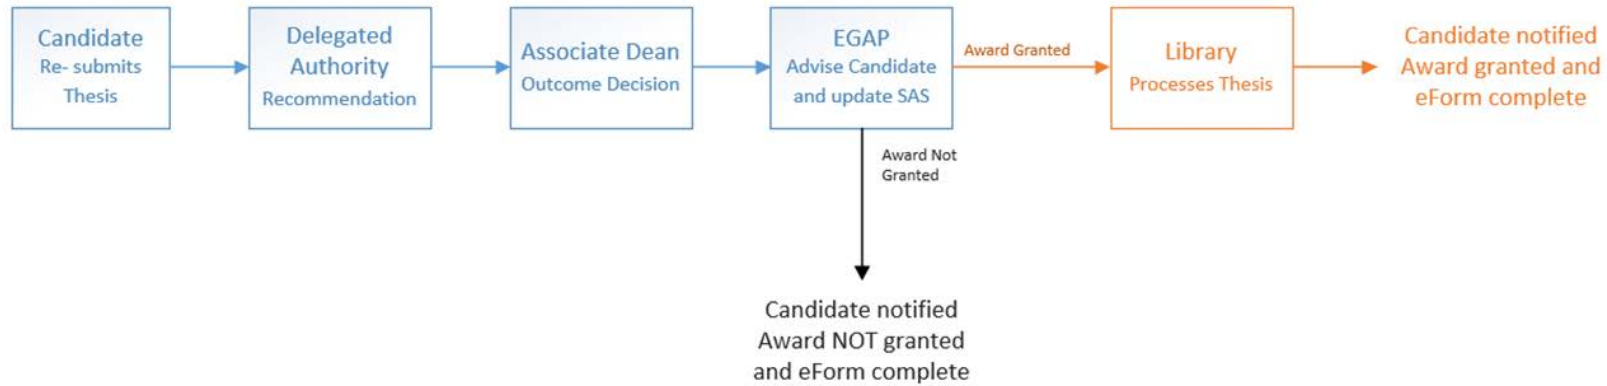 Candidate
Re- submits
Thesis
Delegated
Authority
Recommendation
Associate Dean
Outcome Decision
EGAP
Advise Candidate
and update SAS
Award Granted
Library
Processes Thesis
Candidate notified
Award granted and
eForm complete
Award Not
Granted
Candidate notified
Award NOT granted
and eForm complete